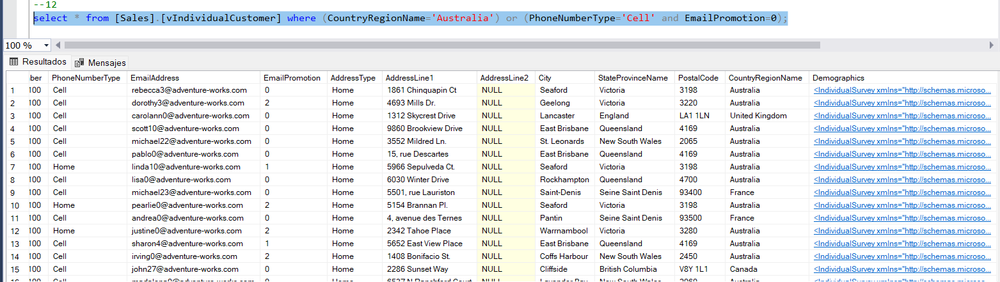 --12
select * from [Sales].[vIndividualCustomer] where (CountryRegionName='Australia') or (PhoneNumberType='Cell' and EmailPromotion=0);
100 %
Resultados Mensajes
ber PhoneNumberType EmailAddress EmailPromotion AddressType AddressLine1 AddressLine2 City StateProvinceName PostalCode CountryRegionName Demographics
1 100 Cell rebecca3@adventure-works.com 0 Home 1861 Chinquapin Ct NULL Seaford Victoria 3198 Australia <IndividualSurvey xmlns="http://schemas.microso...
2 100 Cell dorothy3@adventure-works.com 2 Home 4693 Mills Dr. NULL Geelong Victoria 3220 Australia <IndividualSurvey xmlns="http://schemas.microso...
3 100 Cell carolann0@adventure-works.com 0 Home 1312 Skycrest Drive NULL Lancaster England LA1 1LN United Kingdom <IndividualSurvey xmlns="http://schemas.microso...
4 100 Cell scott10@adventure-works.com 0 Home 9860 Brookview Drive NULL East Brisbane Queensland 4169 Australia <IndividualSurvey xmlns="http://schemas.microso...
5 100 Cell michael22@adventure-works.com 0 Home 3552 Mildred Ln. NULL St. Leonards New South Wales 2065 Australia <IndividualSurvey xmlns="http://schemas.microso...
6 100 Cell pablo0@adventure-works.com 0 Home 15, rue Descartes NULL East Brisbane Queensland 4169 Australia <IndividualSurvey xmlns="http://schemas.microso...
7 100 Home linda10@adventure-works.com 1 Home 5966 Sepulveda Ct. NULL Seaford Victoria 3198 Australia <IndividualSurvey xmlns="http://schemas.microso...
8 100 Cell lisa0@adventure-works.com 0 Home 6030 Winter Drive NULL Rockhampton Queensland 4700 Australia <IndividualSurvey xmlns="http://schemas.microso...
9 100 Cell michael23@adventure-works.com 0 Home 5501, rue Lauriston NULL Saint-Denis Seine Saint Denis 93400 France <IndividualSurvey xmlns="http://schemas.microso...
10 100 Home pearlie0@adventure-works.com 2 Home 5154 Brannan Pl. NULL Seaford Victoria 3198 Australia <IndividualSurvey xmlns="http://schemas.microso...
11 100 Cell andrea0@adventure-works.com 0 Home 4, avenue des Ternes NULL Pantin Seine Saint Denis 93500 France <IndividualSurvey xmlns="http://schemas.microso...
12 100 Home justine0@adventure-works.com 2 Home 2342 Tahoe Place NULL Warrnambool Victoria 3280 Australia <IndividualSurvey xmlns="http://schemas.microso...
13 100 Cell sharon4@adventure-works.com 1 Home 5652 East View Place NULL East Brisbane Queensland 4169 Australia <IndividualSurvey xmlns="http://schemas.microso...
14 100 Cell irving0@adventure-works.com 2 Home 1408 Bonifacio St. NULL Coffs Harbour New South Wales 2450 Australia <IndividualSurvey xmlns="http://schemas.microso...
15 100 Cell john27@adventure-works.com 0 Home 2286 Sunset Way NULL Cliffside British Columbia V8Y 1L1 Canada <IndividualSurvey xmlns="http://schemas.microso...